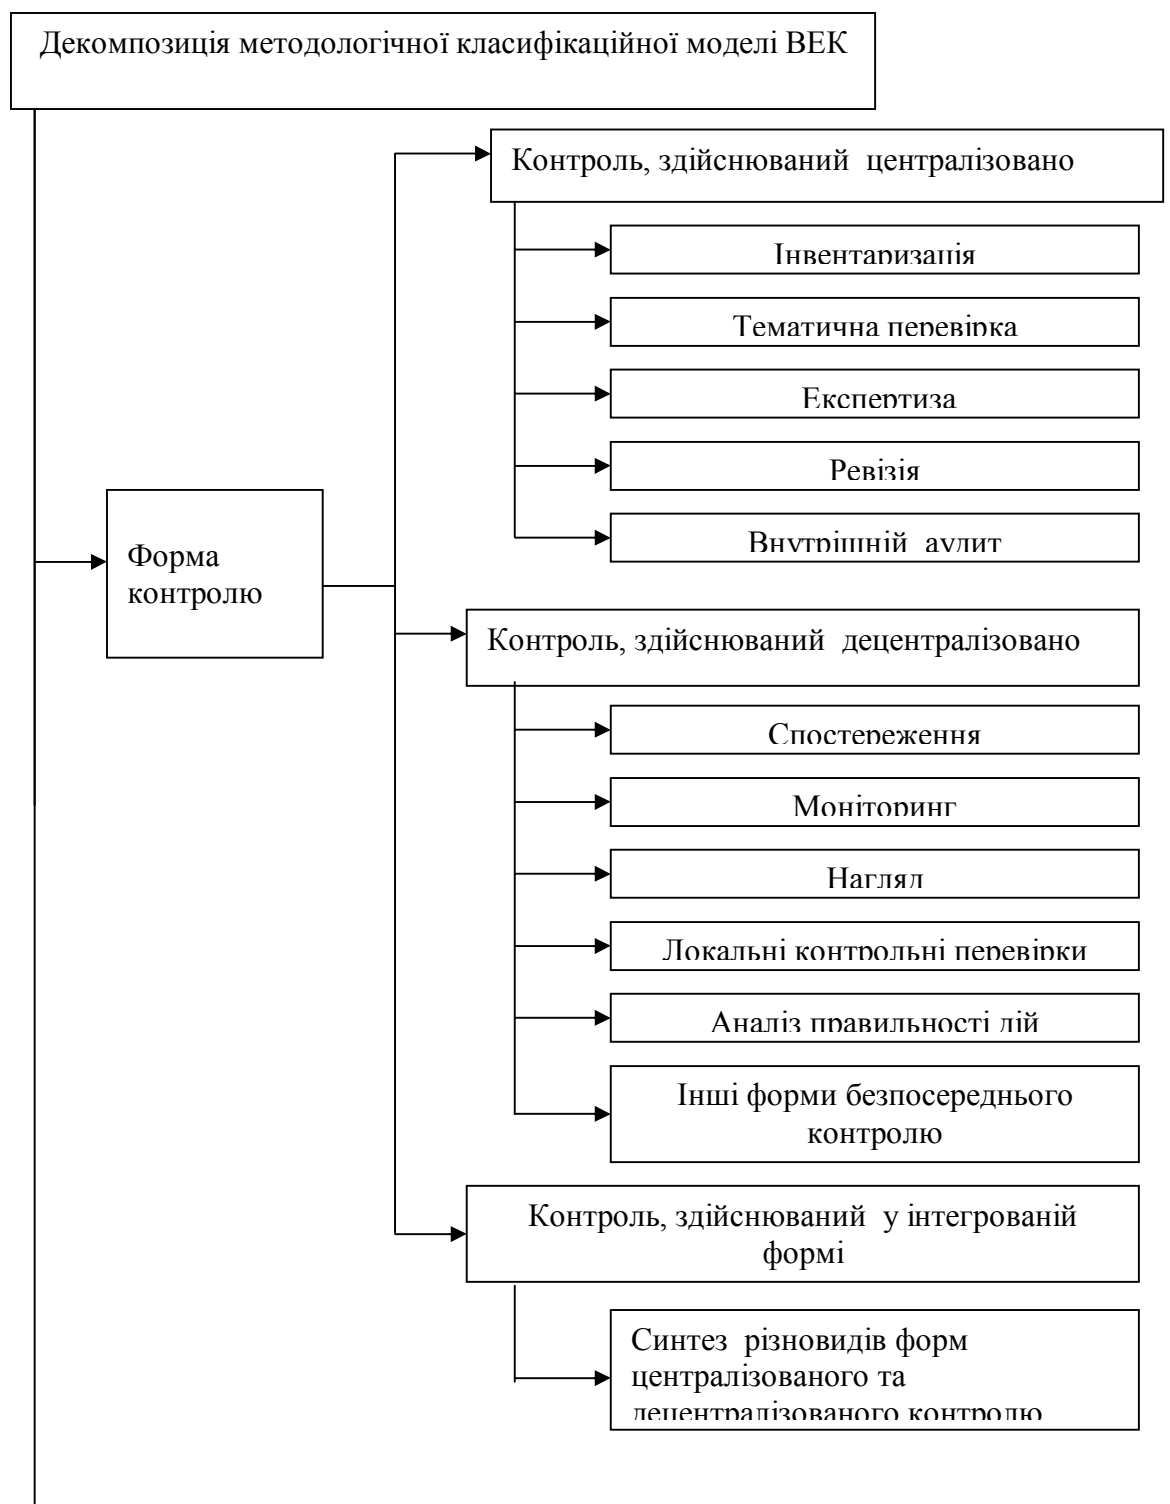 Декомпозиція методологічної класифікаційної моделі ВЕК
Контроль, здійснюваний централізовано
Інвентаризація
Тематична перевірка
Експертиза
Ревізія
Внутрішній аудит
Форма
контролю
Контроль, здійснюваний децентралізовано
Спостереження
Моніторинг
Нагляд
Локальні контрольні перевірки
Аналіз правильності дій
Інші форми безпосереднього
контролю
Контроль, здійснюваний у інтегрованій
формі
Синтез різновидів форм
централізованого та
децентралізованого контролю